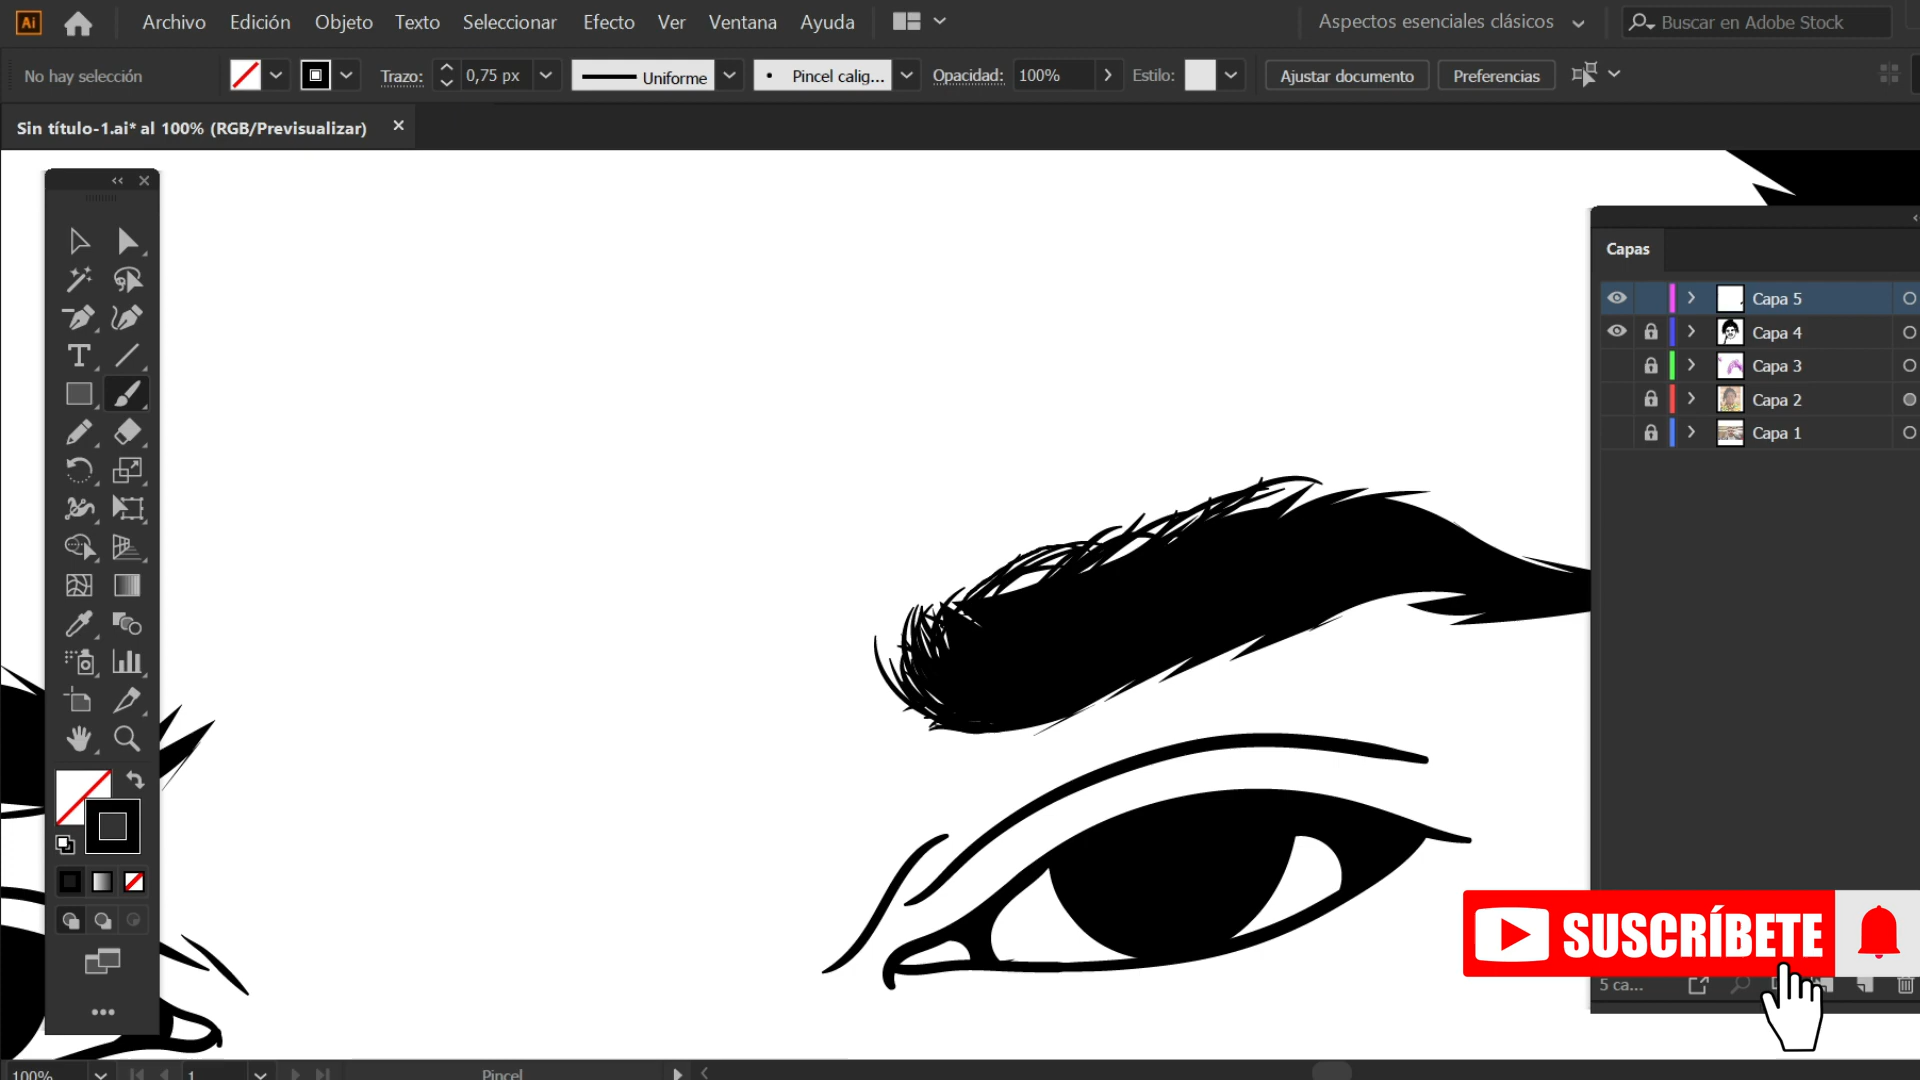 Ai Archivo Edición Objeto Texto Seleccionar Efecto Ver Ventana Ayuda Aspectos esenciales clásicos Buscar en Adobe Stock
No hay selección Trazo: 0,75 px Uniforme Pincel calig... Opacidad: 100% Estilo: Ajustar documento Preferencias
Sin título-1.ai* al 100% (RGB/Previsualizar)
Capas
Capa 5
Capa 4
Capa 3
Capa 2
Capa 1
SUSCRÍBETE
5 ca...
100% 1 Pincel